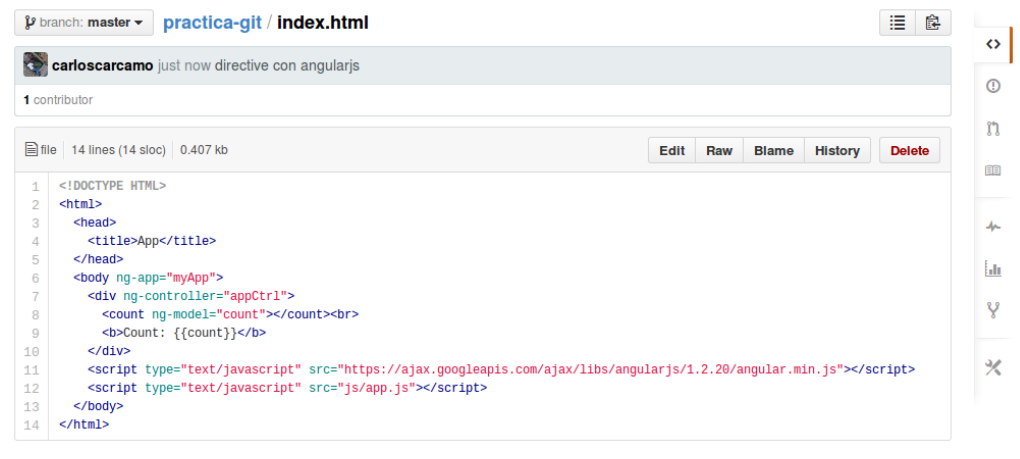 branch: master practica-git / index.html
carloscarcamo just now directive con angularjs
1 contributor
file 14 lines (14 sloc) 0.407 kb Edit Raw Blame History Delete
1 <!DOCTYPE HTML>
2 <html>
3   <head>
4     <title>App</title>
5   </head>
6   <body ng-app="myApp">
7     <div ng-controller="appCtrl">
8       <count ng-model="count"></count><br>
9       <b>Count: {{count}}</b>
10     </div>
11     <script type="text/javascript" src="https://ajax.googleapis.com/ajax/libs/angularjs/1.2.20/angular.min.js"></script>
12     <script type="text/javascript" src="js/app.js"></script>
13   </body>
14 </html>